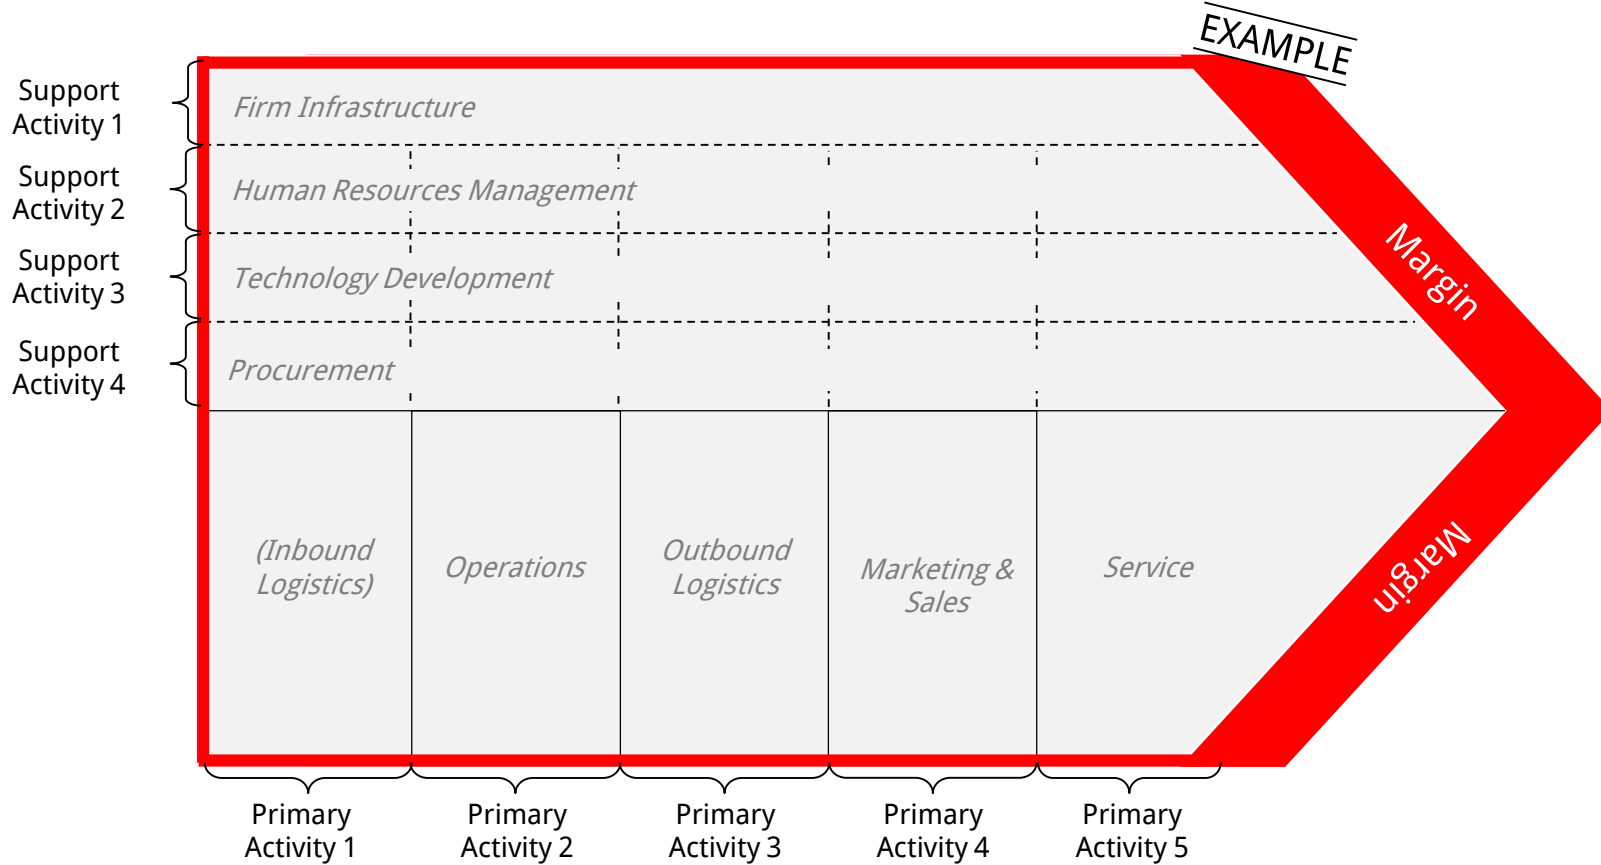 EXAMPLE
Support
Activity 1
Firm Infrastructure
Support
Activity 2
Human Resources Management
Support
Activity 3
Technology Development
Support
Activity 4
Procurement
Margin
(Inbound
Logistics)
Operations
Outbound
Logistics
Marketing &
Sales
Service
Margin
Primary
Activity 1
Primary
Activity 2
Primary
Activity 3
Primary
Activity 4
Primary
Activity 5